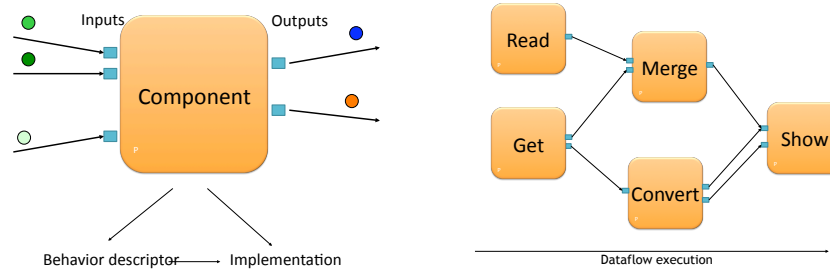 Inputs
Outputs
Component
P
Behavior descriptor
Implementation
Read
P
Merge
P
Get
P
Convert
P
Show
P
Dataflow execution